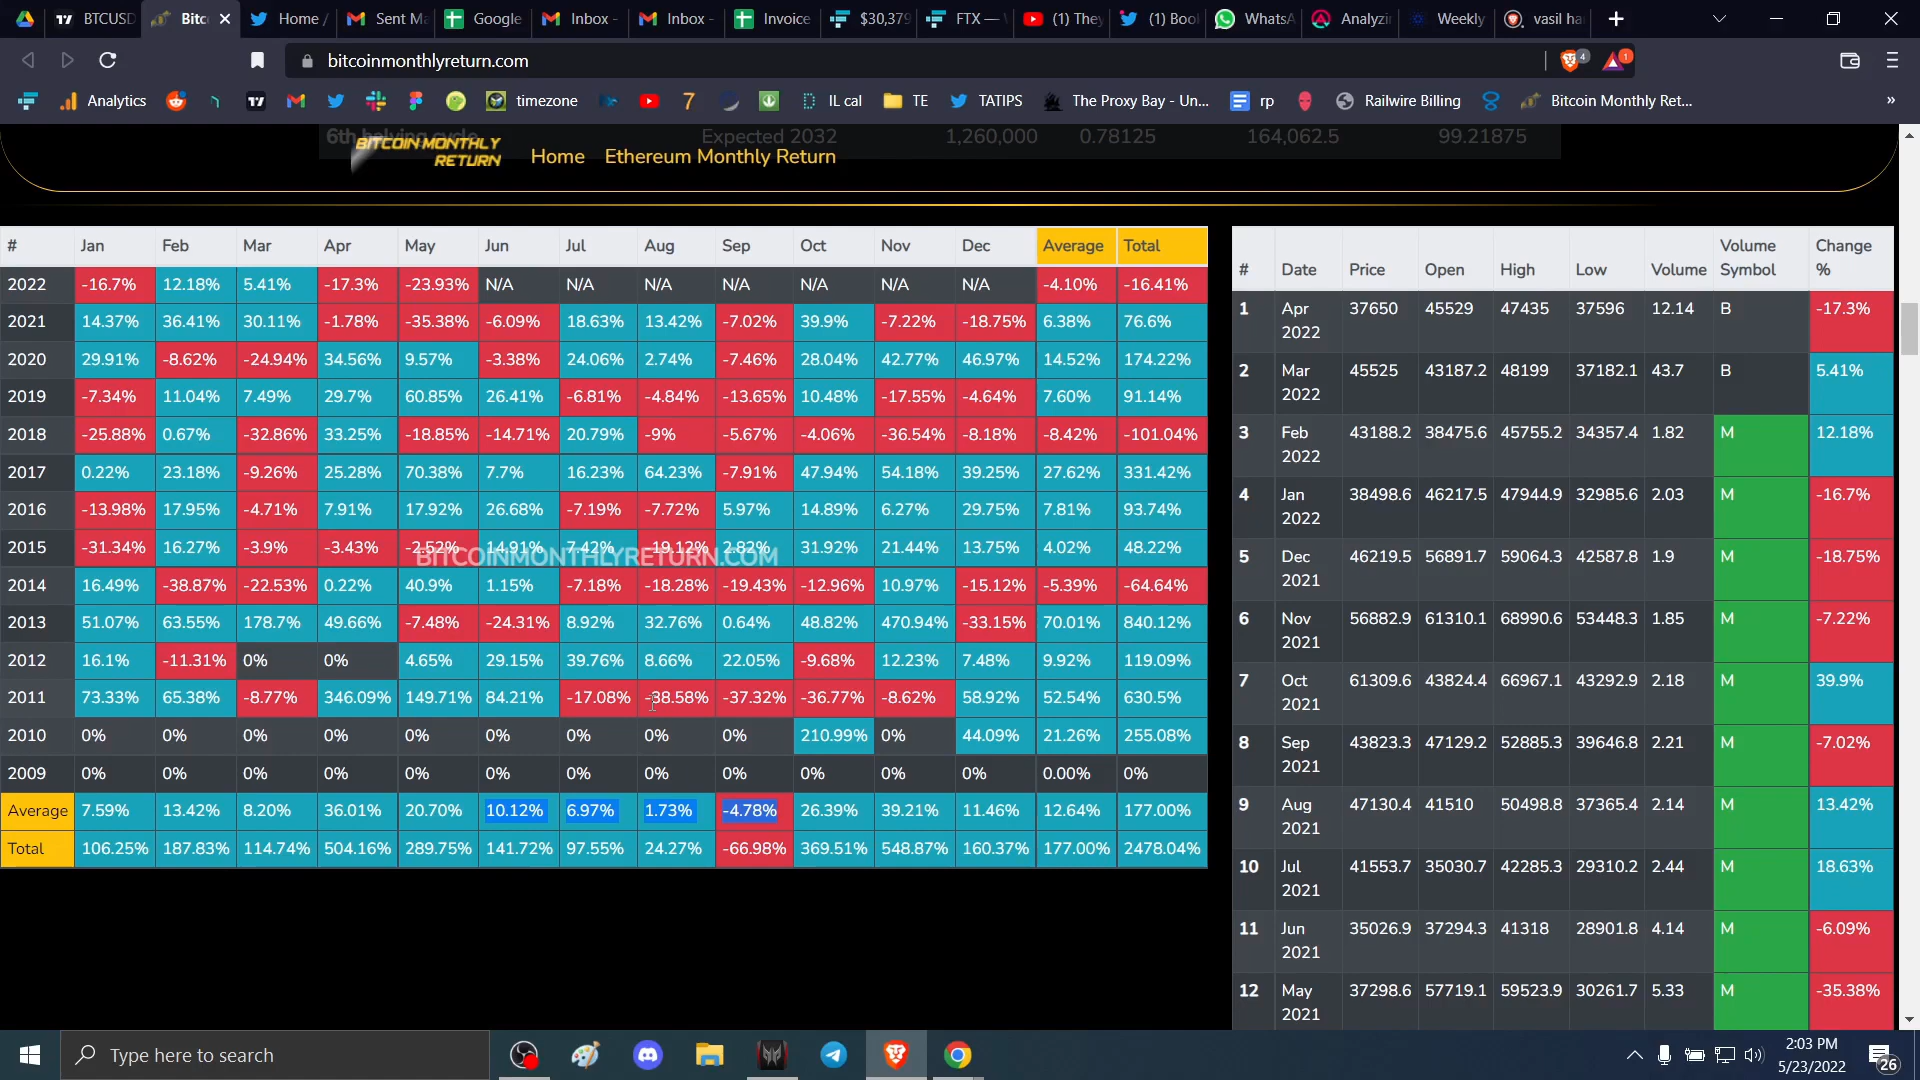 BTCUSD
Bitc
Home /
Sent Ma
Google
Inbox -
Inbox -
Invoice
$30,379
FTX —
(1) They
(1) Boo
WhatsA
Analyzi
Weekly
vasil ha
bitcoinmonthlyreturn.com
4
1
Analytics
timezone
IL cal
TE
TATIPS
The Proxy Bay - Un...
rp
Railwire Billing
Bitcoin Monthly Ret...
»
6th halving cycle Expected 2032 1,260,000 0.78125 164,062.5 99.21875
BITCOIN MONTHLY
RETURN
Home Ethereum Monthly Return
# Jan Feb Mar Apr May Jun Jul Aug Sep Oct Nov Dec Average Total
2022 -16.7% 12.18% 5.41% -17.3% -23.93% N/A N/A N/A N/A N/A N/A N/A -4.10% -16.41%
2021 14.37% 36.41% 30.11% -1.78% -35.38% -6.09% 18.63% 13.42% -7.02% 39.9% -7.22% -18.75% 6.38% 76.6%
2020 29.91% -8.62% -24.94% 34.56% 9.57% -3.38% 24.06% 2.74% -7.46% 28.04% 42.77% 46.97% 14.52% 174.22%
2019 -7.34% 11.04% 7.49% 29.7% 60.85% 26.41% -6.81% -4.84% -13.65% 10.48% -17.55% -4.64% 7.60% 91.14%
2018 -25.88% 0.67% -32.86% 33.25% -18.85% -14.71% 20.79% -9% -5.67% -4.06% -36.54% -8.18% -8.42% -101.04%
2017 0.22% 23.18% -9.26% 25.28% 70.38% 7.7% 16.23% 64.23% -7.91% 47.94% 54.18% 39.25% 27.62% 331.42%
2016 -13.98% 17.95% -4.71% 7.91% 17.92% 26.68% -7.19% -7.72% 5.97% 14.89% 6.27% 29.75% 7.81% 93.74%
2015 -31.34% 16.27% -3.9% -3.43% -2.52% 14.91% 7.42% -19.12% 2.82% 31.92% 21.44% 13.75% 4.02% 48.22%
BITCOINMONTHLYRETURN.COM
2014 16.49% -38.87% -22.53% 0.22% 40.9% 1.15% -7.18% -18.28% -19.43% -12.96% 10.97% -15.12% -5.39% -64.64%
2013 51.07% 63.55% 178.7% 49.66% -7.48% -24.31% 8.92% 32.76% 0.64% 48.82% 470.94% -33.15% 70.01% 840.12%
2012 16.1% -11.31% 0% 0% 4.65% 29.15% 39.76% 8.66% 22.05% -9.68% 12.23% 7.48% 9.92% 119.09%
2011 73.33% 65.38% -8.77% 346.09% 149.71% 84.21% -17.08% -38.58% -37.32% -36.77% -8.62% 58.92% 52.54% 630.5%
2010 0% 0% 0% 0% 0% 0% 0% 0% 0% 210.99% 0% 44.09% 21.26% 255.08%
2009 0% 0% 0% 0% 0% 0% 0% 0% 0% 0% 0% 0% 0.00% 0%
Average 7.59% 13.42% 8.20% 36.01% 20.70% 10.12% 6.97% 1.73% -4.78% 26.39% 39.21% 11.46% 12.64% 177.00%
Total 106.25% 187.83% 114.74% 504.16% 289.75% 141.72% 97.55% 24.27% -66.98% 369.51% 548.87% 160.37% 177.00% 2478.04%
# Date Price Open High Low Volume Volume Symbol Change %
1 Apr 2022 37650 45529 47435 37596 12.14 B -17.3%
2 Mar 2022 45525 43187.2 48199 37182.1 43.7 B 5.41%
3 Feb 2022 43188.2 38475.6 45755.2 34357.4 1.82 M 12.18%
4 Jan 2022 38498.6 46217.5 47944.9 32985.6 2.03 M -16.7%
5 Dec 2021 46219.5 56891.7 59064.3 42587.8 1.9 M -18.75%
6 Nov 2021 56882.9 61310.1 68990.6 53448.3 1.85 M -7.22%
7 Oct 2021 61309.6 43824.4 66967.1 43292.9 2.18 M 39.9%
8 Sep 2021 43823.3 47129.2 52885.3 39646.8 2.21 M -7.02%
9 Aug 2021 47130.4 41510 50498.8 37365.4 2.14 M 13.42%
10 Jul 2021 41553.7 35030.7 42285.3 29310.2 2.44 M 18.63%
11 Jun 2021 35026.9 37294.3 41318 28901.8 4.14 M -6.09%
12 May 2021 37298.6 57719.1 59523.9 30261.7 5.33 M -35.38%
Type here to search
2:03 PM
5/23/2022
26